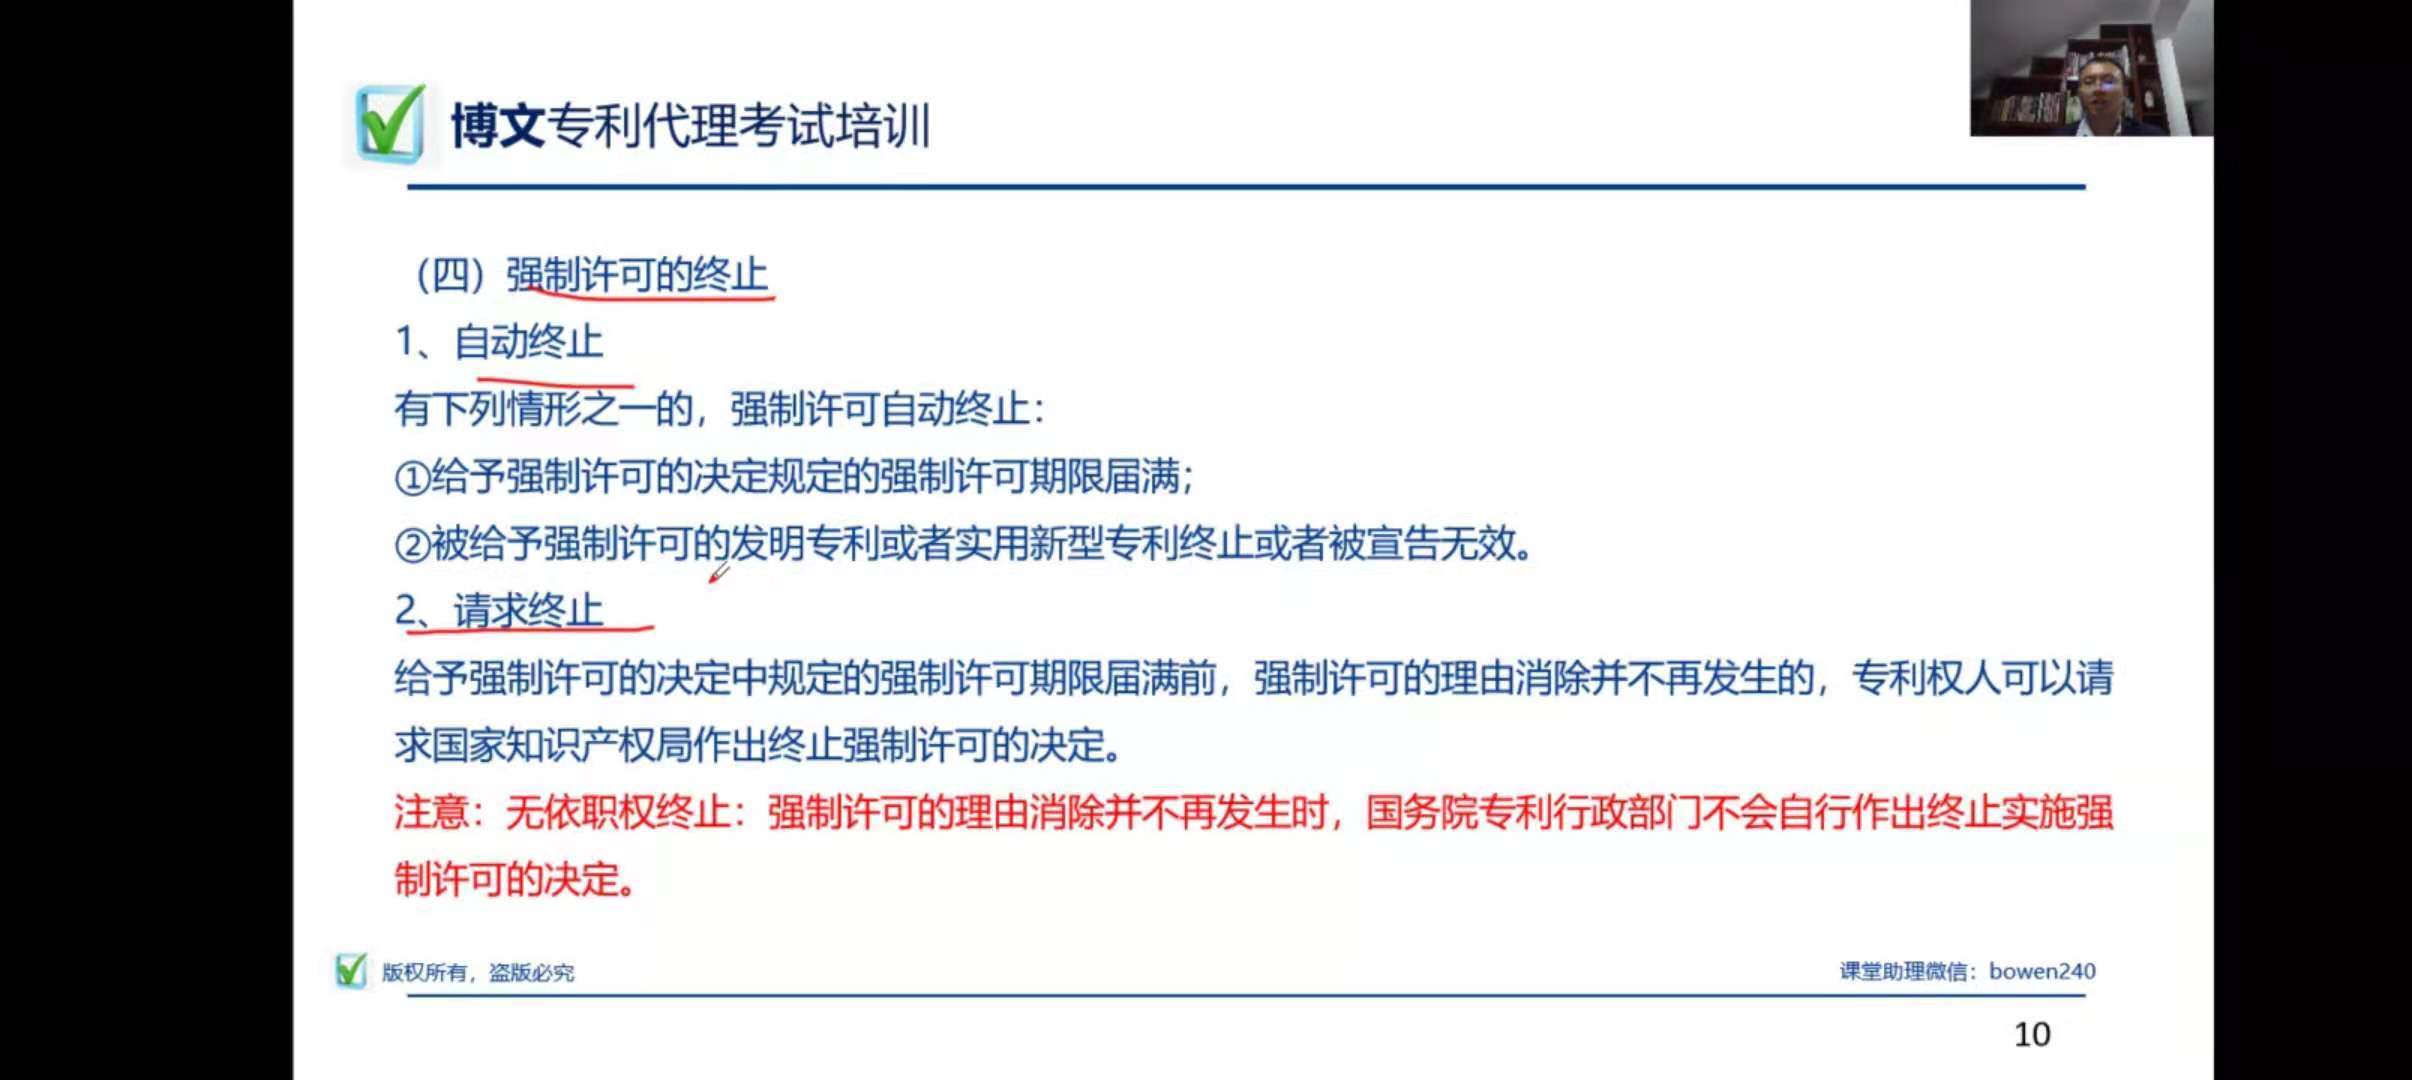 博文专利代理考试培训
（四）强制许可的终止
1、自动终止
有下列情形之一的，强制许可自动终止：
①给予强制许可的决定规定的强制许可期限届满；
②被给予强制许可的发明专利或者实用新型专利终止或者被宣告无效。
2、请求终止
给予强制许可的决定中规定的强制许可期限届满前，强制许可的理由消除并不再发生的，专利权人可以请
求国家知识产权局作出终止强制许可的决定。
注意：无依职权终止：强制许可的理由消除并不再发生时，国务院专利行政部门不会自行作出终止实施强
制许可的决定。
版权所有，盗版必究
课堂助理微信：bowen240
10